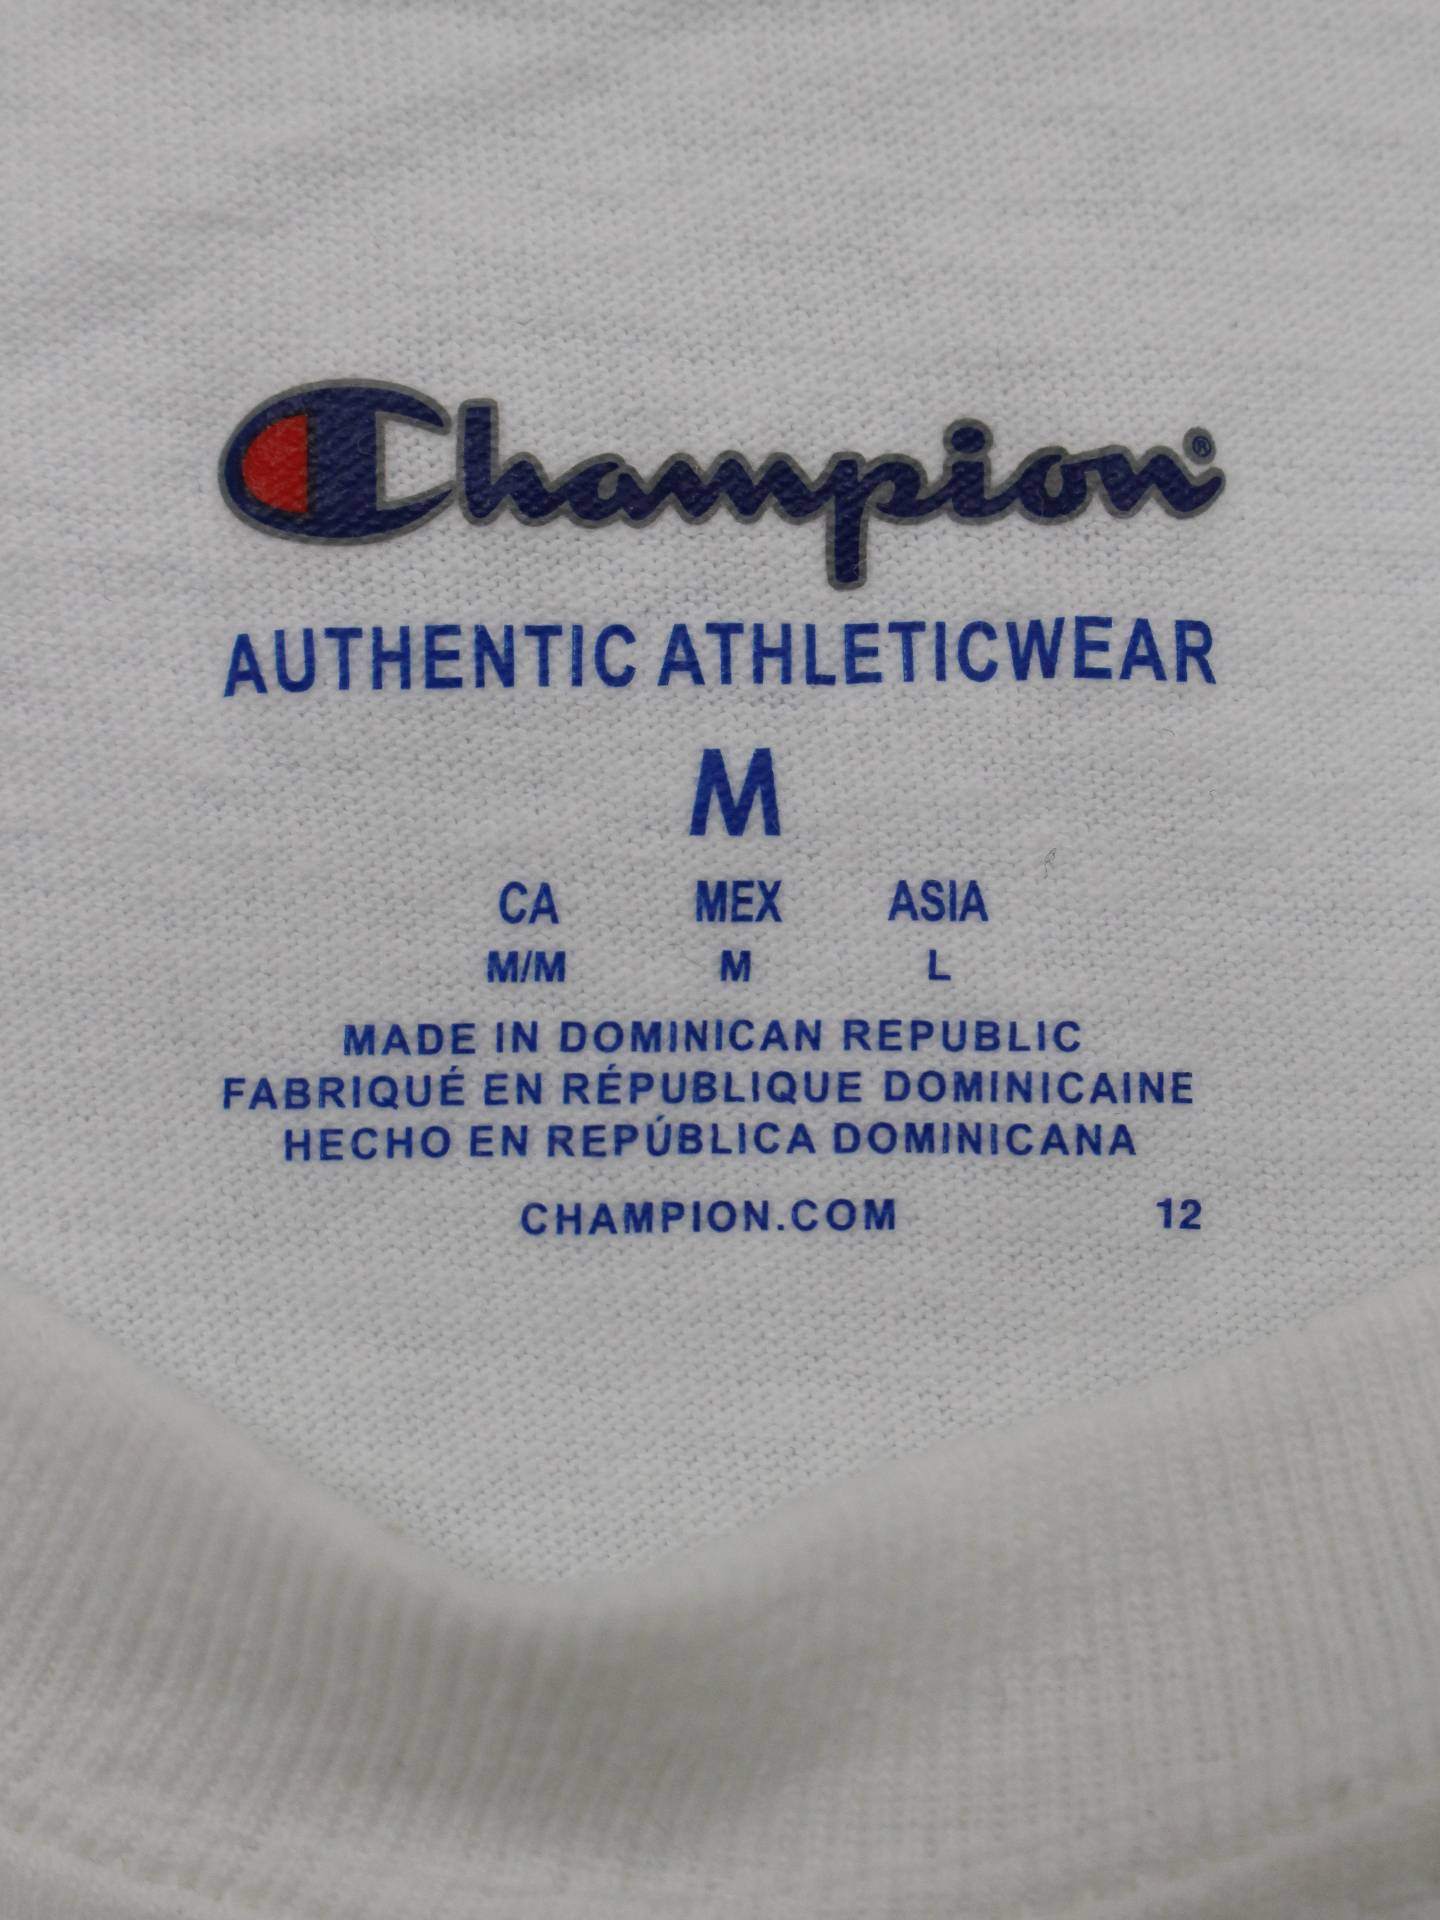 Champion®
AUTHENTIC ATHLETICWEAR
M
CA MEX ASIA
M/M M L
MADE IN DOMINICAN REPUBLIC
FABRIQUÉ EN RÉPUBLIQUE DOMINICAINE
HECHO EN REPÚBLICA DOMINICANA
CHAMPION.COM 12